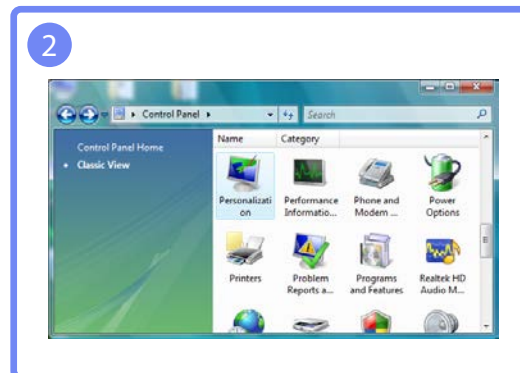 2
Control Panel
Search
Control Panel Home
Classic View
Name Category
Personalizati
on
Performance
Informatio...
Phone and
Modem ...
Power
Options
Printers
Problem
Reports a...
Programs
and Features
Realtek HD
Audio M...